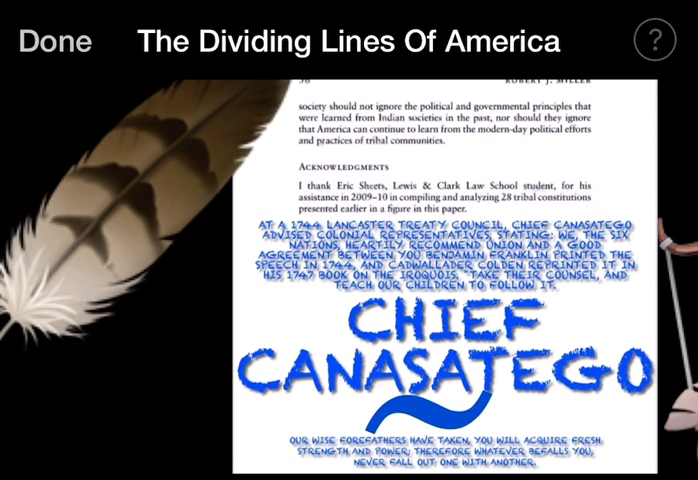 Done The Dividing Lines Of America ?
36 ROBERT J. MILLER
society should not ignore the political and governmental principles that
were learned from Indian societies in the past, nor should they ignore
that America can continue to learn from the modern-day political efforts
and practices of tribal communities.
ACKNOWLEDGMENTS
I thank Eric Sheets, Lewis & Clark Law School student, for his
assistance in 2009–10 in compiling and analyzing 28 tribal constitutions
presented earlier in a figure in this paper.
AT A 1744 LANCASTER TREATY COUNCIL, CHIEF CANASATEGO
ADVISED COLONIAL REPRESENTATIVES, STATING: WE, THE SIX
NATIONS, HEARTILY RECOMMEND UNION AND A GOOD
AGREEMENT BETWEEN YOU BENJAMIN FRANKLIN PRINTED THE
SPEECH IN 1744, AND CADWALLADER COLDEN REPRINTED IT IN
HIS 1747 BOOK ON THE IROQUOIS. "TAKE THEIR COUNSEL, AND
TEACH OUR CHILDREN TO FOLLOW IT.
CHIEF
CANASATEGO
OUR WISE FOREFATHERS HAVE TAKEN, YOU WILL ACQUIRE FRESH
STRENGTH AND POWER; THEREFORE WHATEVER BEFALLS YOU,
NEVER FALL OUT ONE WITH ANOTHER.